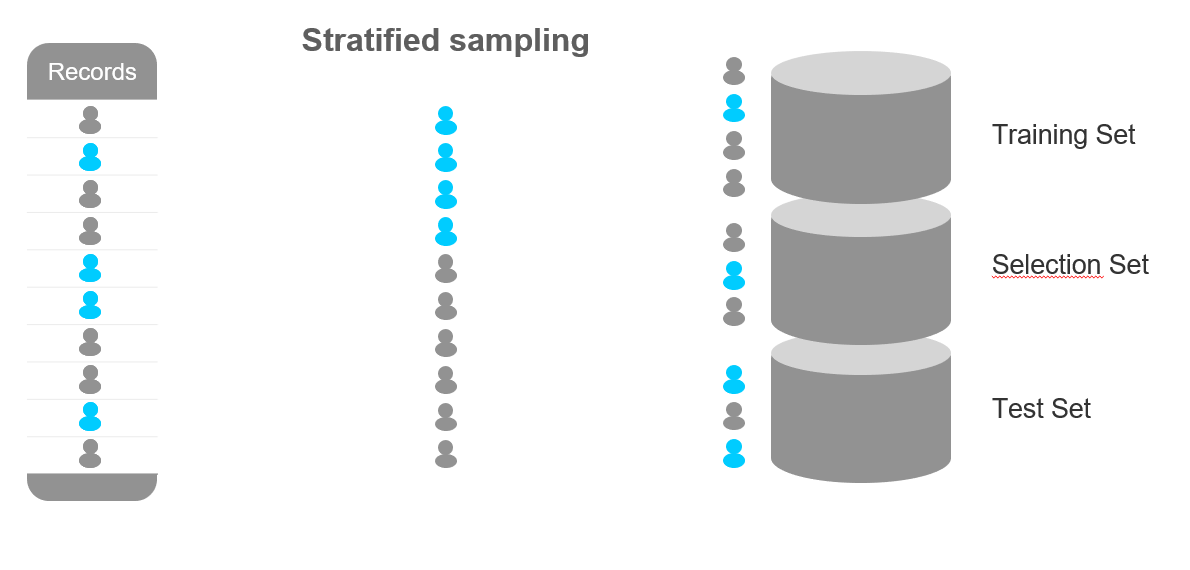 Stratified sampling
Records
Training Set
Selection Set
Test Set